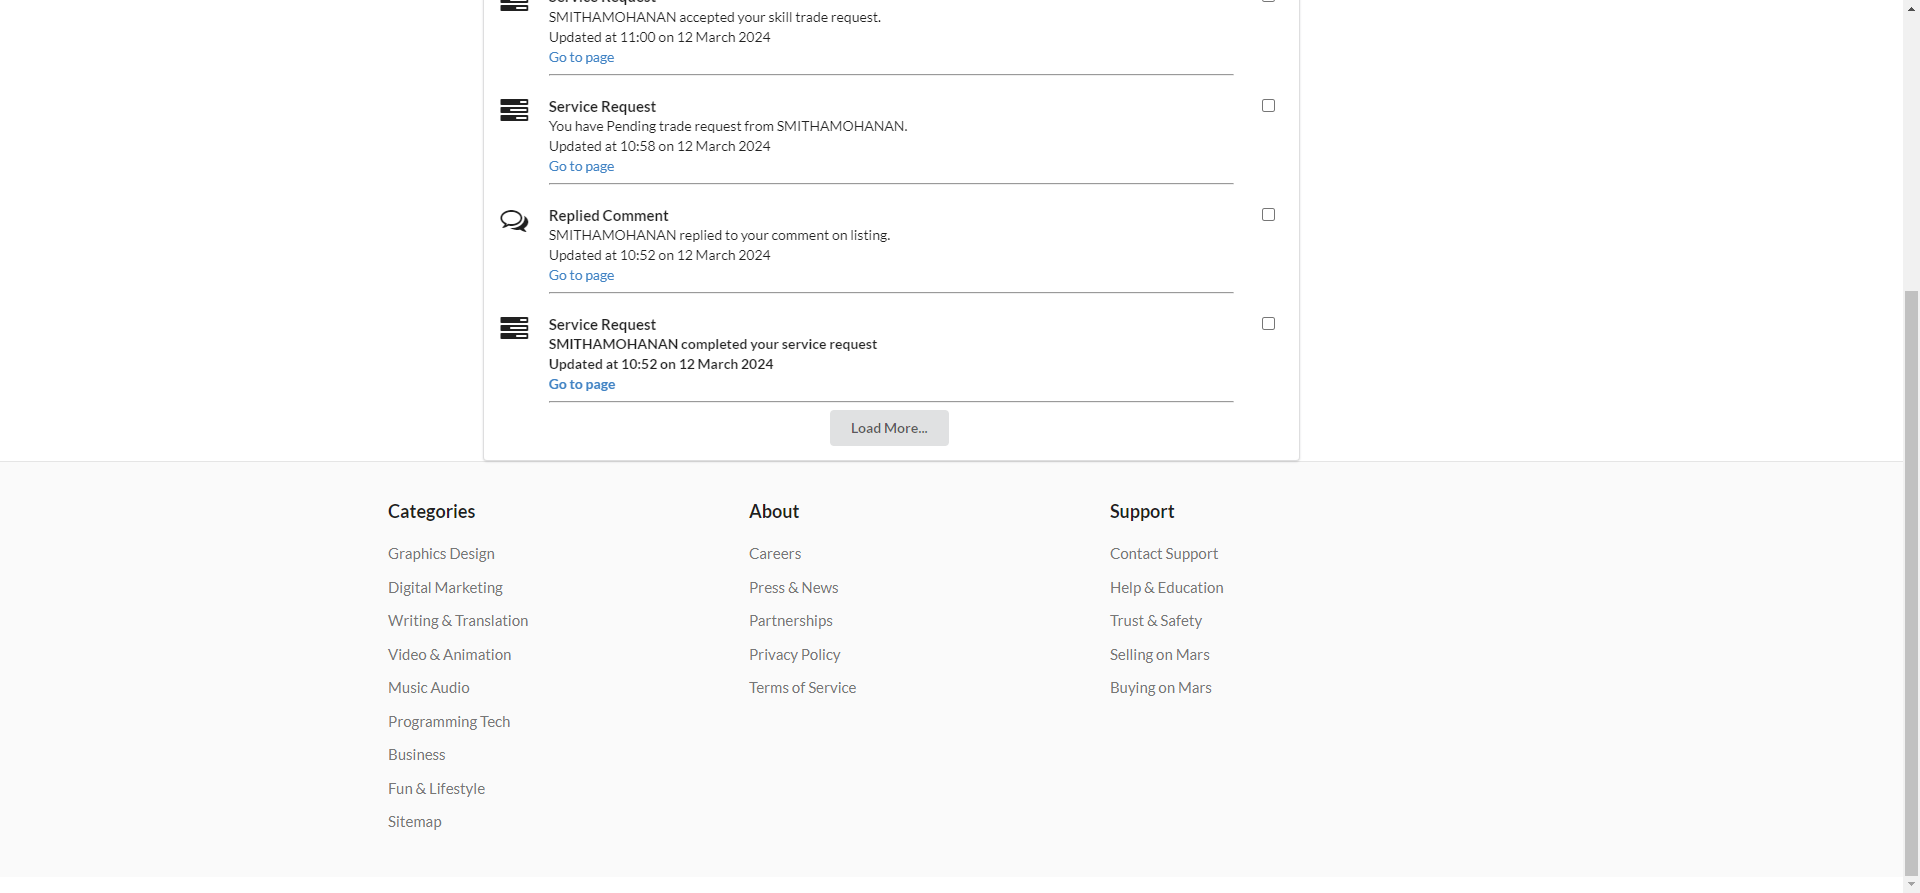 Service Request
SMITHAMOHANAN accepted your skill trade request.
Updated at 11:00 on 12 March 2024
Go to page
Service Request
You have Pending trade request from SMITHAMOHANAN.
Updated at 10:58 on 12 March 2024
Go to page
Replied Comment
SMITHAMOHANAN replied to your comment on listing.
Updated at 10:52 on 12 March 2024
Go to page
Service Request
SMITHAMOHANAN completed your service request
Updated at 10:52 on 12 March 2024
Go to page
Load More...
Categories
Graphics Design
Digital Marketing
Writing & Translation
Video & Animation
Music Audio
Programming Tech
Business
Fun & Lifestyle
Sitemap
About
Careers
Press & News
Partnerships
Privacy Policy
Terms of Service
Support
Contact Support
Help & Education
Trust & Safety
Selling on Mars
Buying on Mars